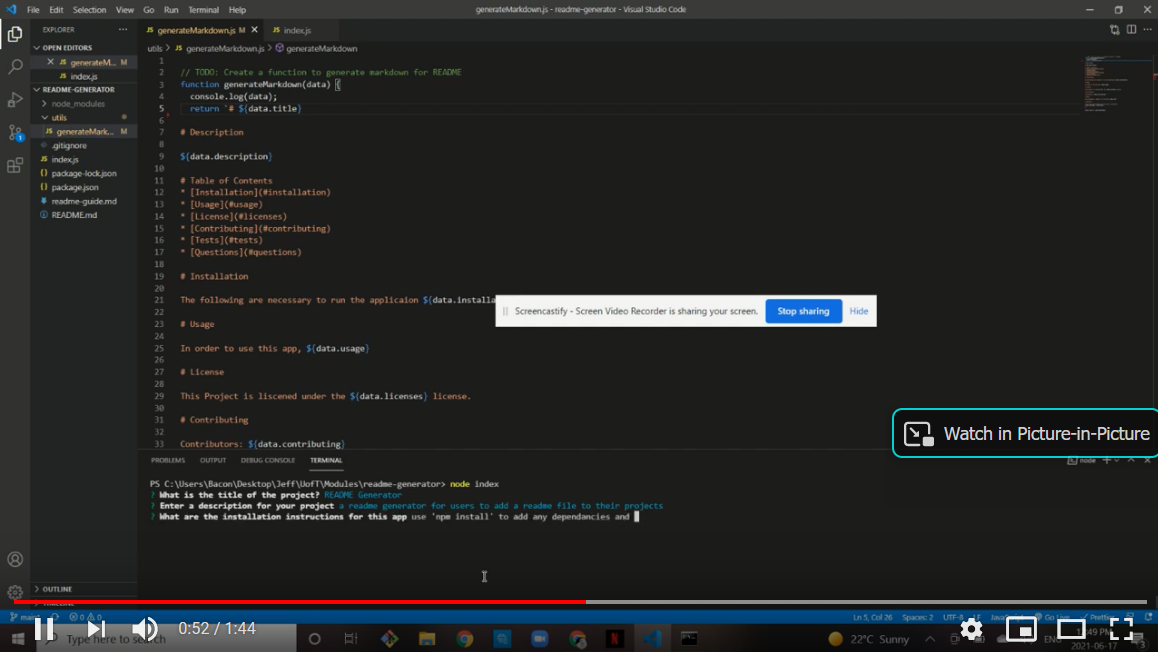 File Edit Selection View Go Run Terminal Help generateMarkdown.js - readme-generator - Visual Studio Code
EXPLORER ...
JS generateMarkdown.js M × JS index.js
OPEN EDITORS
× JS generateM... M
JS index.js
README-GENERATOR
node_modules
utils
JS generateMark... M
.gitignore
JS index.js
{} package-lock.json
{} package.json
readme-guide.md
README.md
OUTLINE
utils > JS generateMarkdown.js > generateMarkdown
1
2 // TODO: Create a function to generate markdown for README
3 function generateMarkdown(data) {
4 console.log(data);
5 return `# ${data.title}
6
7 # Description
8
9 ${data.description}
10
11 # Table of Contents
12 * [Installation](#installation)
13 * [Usage](#usage)
14 * [License](#licenses)
15 * [Contributing](#contributing)
16 * [Tests](#tests)
17 * [Questions](#questions)
18
19 # Installation
20
21 The following are necessary to run the applicaion ${data.installa
22
23 # Usage
24
25 In order to use this app, ${data.usage}
26
27 # License
28
29 This Project is liscened under the ${data.licenses} license.
30
31 # Contributing
32
33 Contributors: ${data.contributing}
Screencastify - Screen Video Recorder is sharing your screen. Stop sharing Hide
Watch in Picture-in-Picture
PROBLEMS OUTPUT DEBUG CONSOLE TERMINAL
node
PS C:\Users\Bacon\Desktop\Jeff\UofT\Modules\readme-generator> node index
? What is the title of the project? README Generator
? Enter a description for your project a readme generator for users to add a readme file to their projects
? What are the installation instructions for this app use 'npm install' to add any dependancies and
Ln 5, Col 26 Spaces: 2 UTF-8 Go Live Prettier
0:52 / 1:44
Type here to search
22°C Sunny
2021-06-17